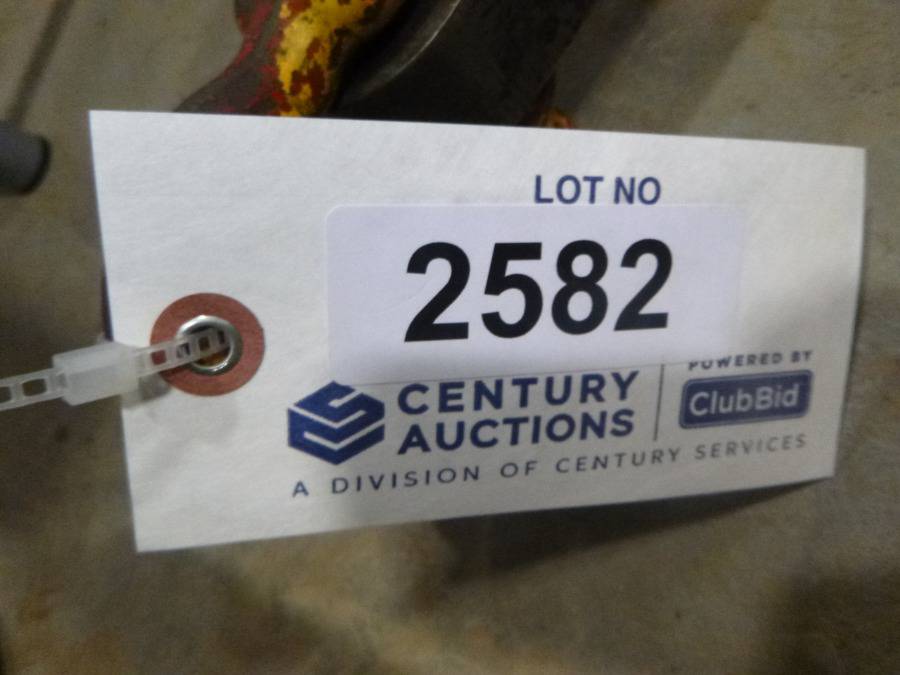 LOT NO
2582
CENTURY
AUCTIONS
POWERED BY
ClubBid
A DIVISION OF CENTURY SERVICES